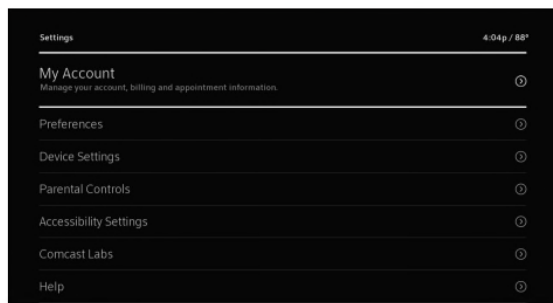 Settings 4:04p / 88°
My Account
Manage your account, billing and appointment information.
Preferences
Device Settings
Parental Controls
Accessibility Settings
Comcast Labs
Help